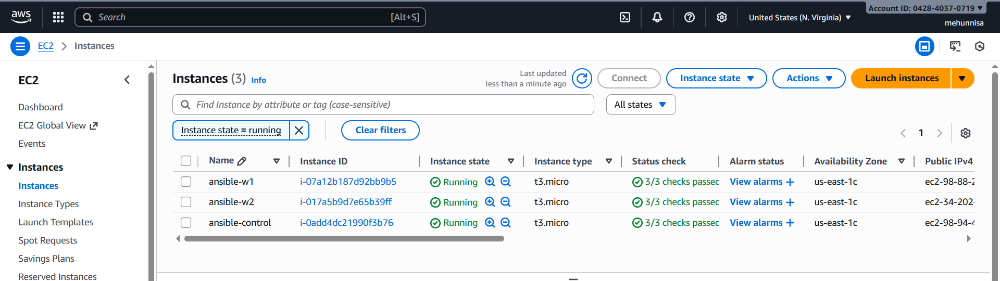 aws
Search [Alt+S]
United States (N. Virginia)
Account ID: 0428-4037-0719
mehunnisa
EC2 Instances
EC2
Dashboard
EC2 Global View
Events
Instances
Instances
Instance Types
Launch Templates
Spot Requests
Savings Plans
Reserved Instances
Instances (3) Info
Last updated
less than a minute ago
Connect Instance state Actions Launch instances
Find Instance by attribute or tag (case-sensitive) All states
Instance state = running Clear filters
1
Name Instance ID Instance state Instance type Status check Alarm status Availability Zone Public IPv4
ansible-w1 i-07a12b187d92bb9b5 Running t3.micro 3/3 checks passed View alarms + us-east-1c ec2-98-88-2
ansible-w2 i-017a5b9d7e65b39ff Running t3.micro 3/3 checks passed View alarms + us-east-1c ec2-34-202-
ansible-control i-0add4dc21990f3b76 Running t3.micro 3/3 checks passed View alarms + us-east-1c ec2-98-94-4